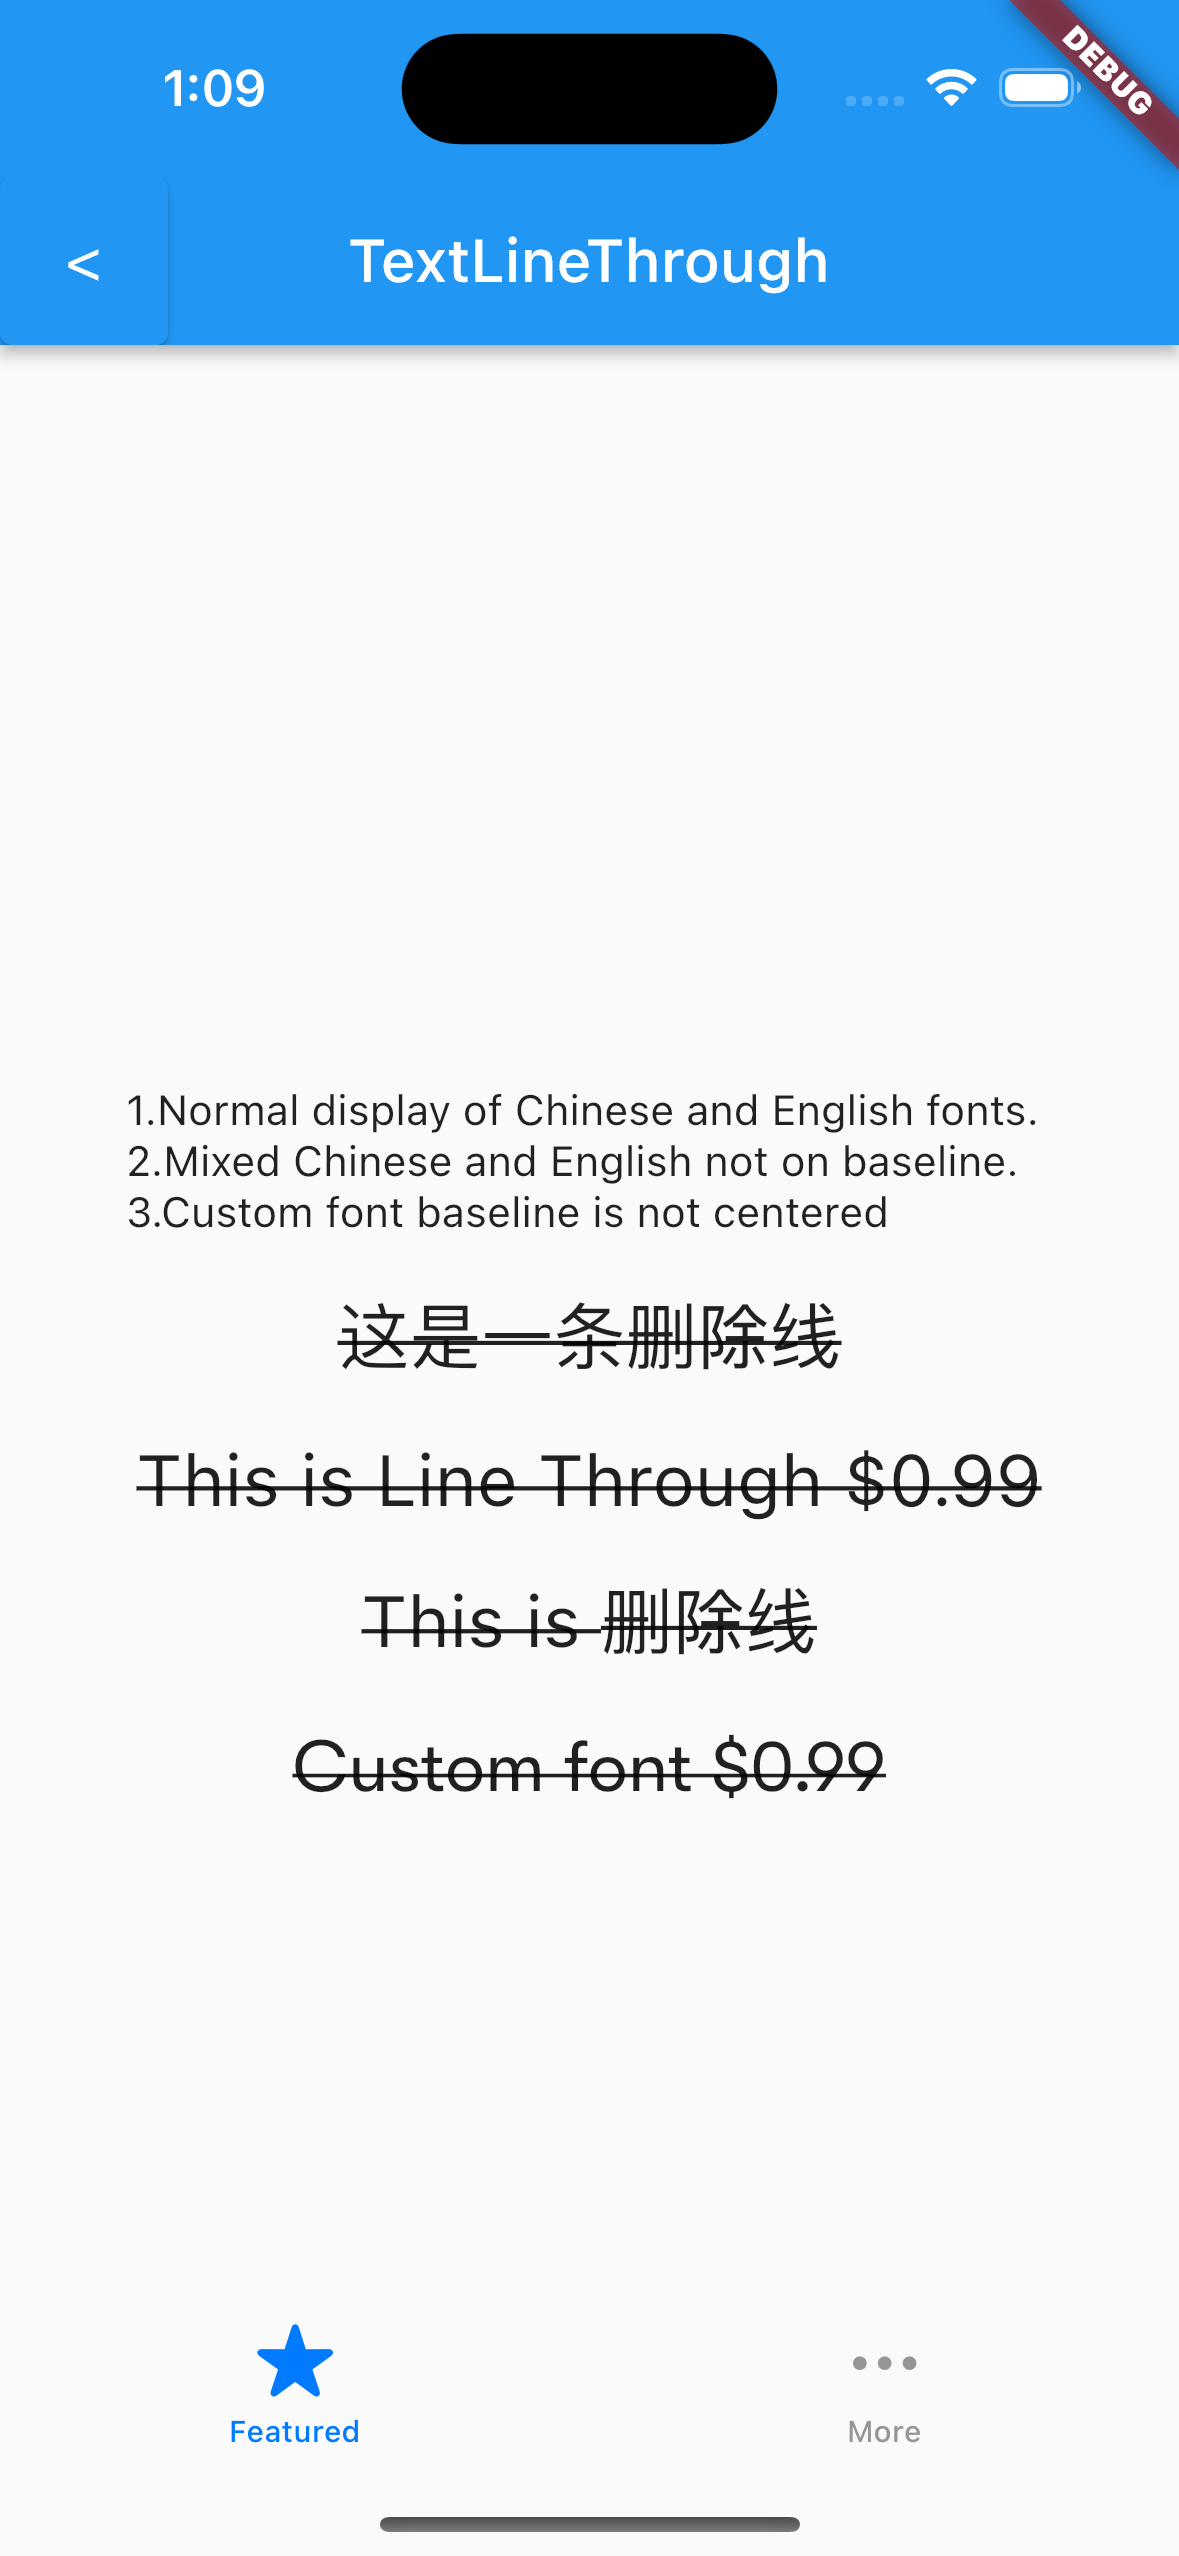 1:09
DEBUG
<
TextLineThrough
1.Normal display of Chinese and English fonts.
2.Mixed Chinese and English not on baseline.
3.Custom font baseline is not centered
这是一条删除线
This is Line Through $0.99
This is 删除线
Custom font $0.99
Featured
More